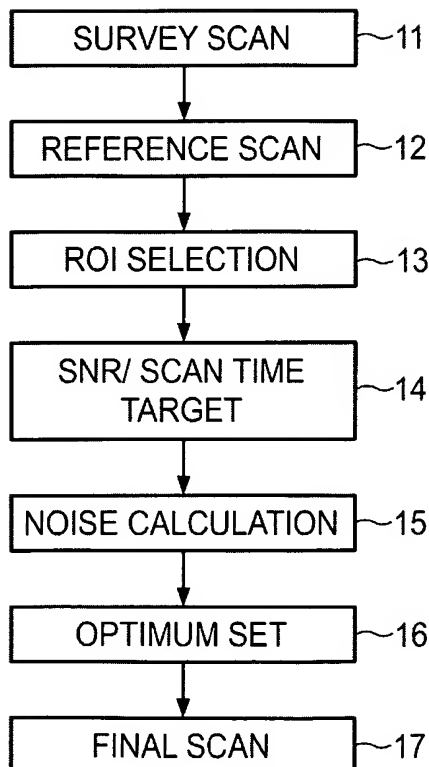 SURVEY SCAN 11
REFERENCE SCAN 12
ROI SELECTION 13
SNR/ SCAN TIME
TARGET 14
NOISE CALCULATION 15
OPTIMUM SET 16
FINAL SCAN 17